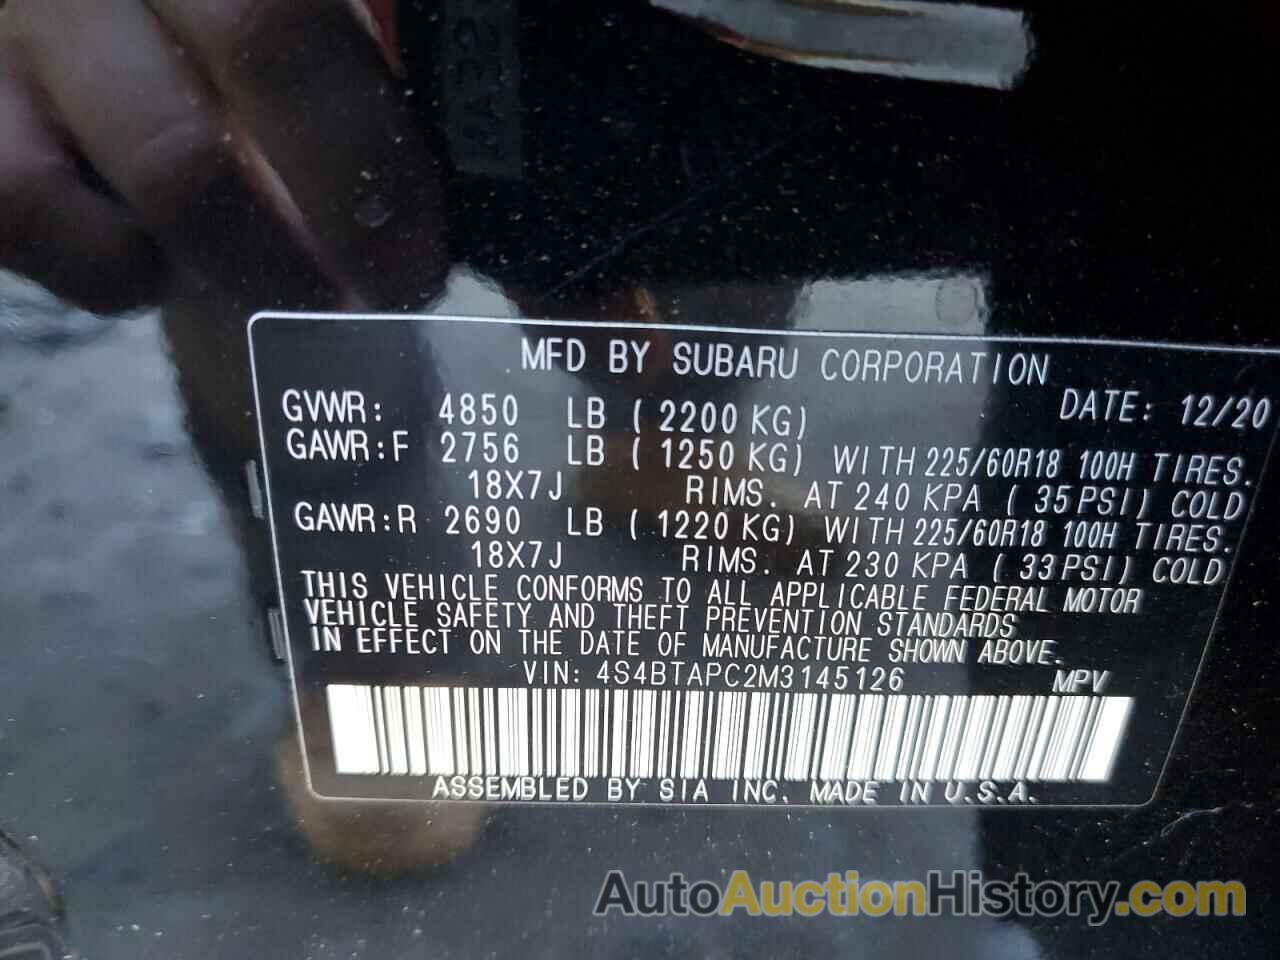 MFD BY SUBARU CORPORATION
GVWR: 4850 LB ( 2200 KG) DATE: 12/20
GAWR:F 2756 LB ( 1250 KG) WITH 225/60R18 100H TIRES.
18X7J RIMS. AT 240 KPA ( 35PSI) COLD
GAWR:R 2690 LB ( 1220 KG) WITH 225/60R18 100H TIRES.
18X7J RIMS. AT 230 KPA ( 33PSI) COLD
THIS VEHICLE CONFORMS TO ALL APPLICABLE FEDERAL MOTOR
VEHICLE SAFETY AND THEFT PREVENTION STANDARDS
IN EFFECT ON THE DATE OF MANUFACTURE SHOWN ABOVE.
VIN: 4S4BTAPC2M3145126 MPV
ASSEMBLED BY SIA INC. MADE IN U.S.A.
AutoAuctionHistory.com